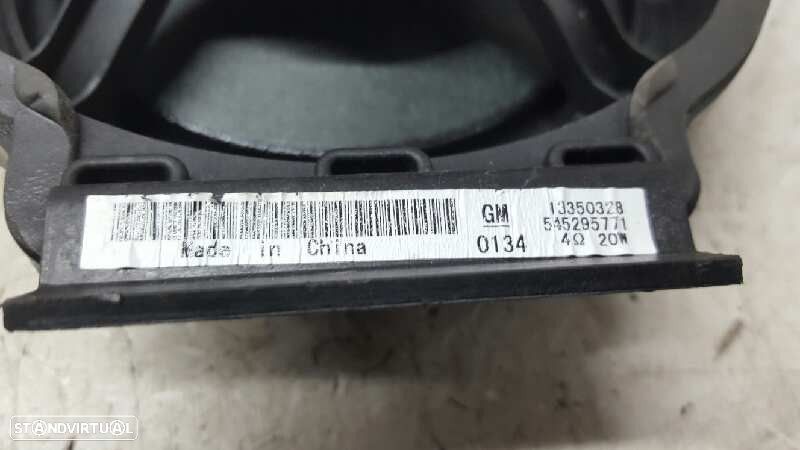 GM 13350328
545295771
Made in China 0134 4Ω 20W
STANDVIRTUAL